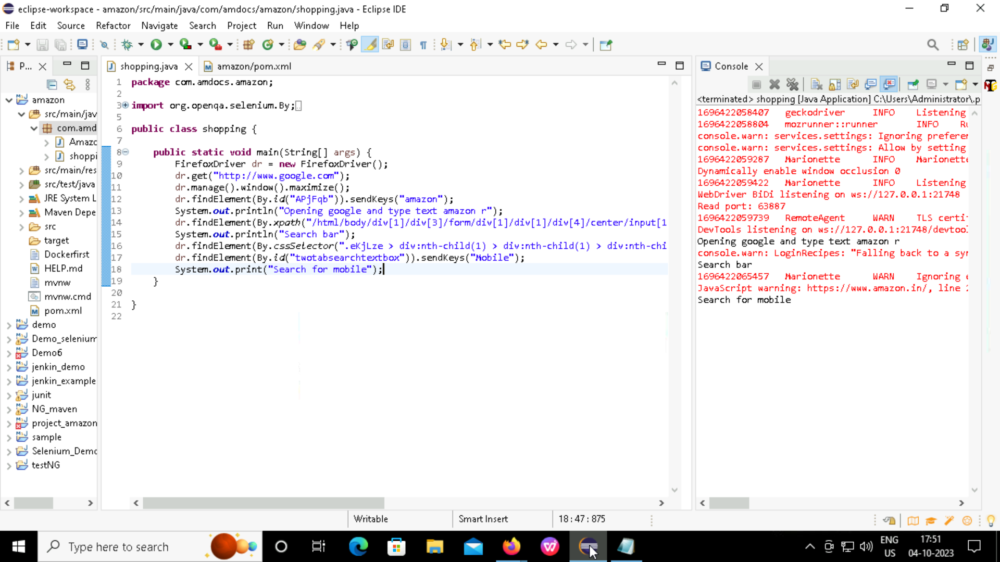 eclipse-workspace - amazon/src/main/java/com/amdocs/amazon/shopping.java - Eclipse IDE
File Edit Source Refactor Navigate Search Project Run Window Help
P...
amazon
src/main/jav
com.amd
Amazo
shoppi
src/main/res
src/test/java
JRE System L
Maven Depe
src
target
Dockerfirst
HELP.md
mvnw
mvnw.cmd
pom.xml
demo
Demo_selenium
Demo6
jenkin_demo
jenkin_example
junit
NG_maven
project_amazon
sample
Selenium_Demo
testNG
shopping.java
amazon/pom.xml
1 package com.amdocs.amazon;
2
3 import org.openqa.selenium.By;
5
6 public class shopping {
7
8 public static void main(String[] args) {
9 FirefoxDriver dr = new FirefoxDriver();
10 dr.get("http://www.google.com");
11 dr.manage().window().maximize();
12 dr.findElement(By.id("APjFqb")).sendKeys("amazon");
13 System.out.println("Opening google and type text amazon r");
14 dr.findElement(By.xpath("/html/body/div[1]/div[3]/form/div[1]/div[1]/div[4]/center/input[1
15 System.out.println("Search bar");
16 dr.findElement(By.cssSelector(".eKjLze > div:nth-child(1) > div:nth-child(1) > div:nth-chi
17 dr.findElement(By.id("twotabsearchtextbox")).sendKeys("Mobile");
18 System.out.print("Search for mobile");
19 }
20
21 }
22
Console
<terminated> shopping [Java Application] C:\Users\Administrator\.p
1696422058407 geckodriver INFO Listening
1696422058804 mozrunner::runner INFO Ru
console.warn: services.settings: Ignoring preferen
console.warn: services.settings: Allow by setting
1696422059287 Marionette INFO Marionette
Dynamically enable window occlusion 0
1696422059422 Marionette INFO Listening
WebDriver BiDi listening on ws://127.0.0.1:21748
Read port: 63887
1696422059739 RemoteAgent WARN TLS certi
DevTools listening on ws://127.0.0.1:21748/devtool
Opening google and type text amazon r
console.warn: LoginRecipes: "Falling back to a syn
Search bar
1696422065457 Marionette WARN Ignoring e
JavaScript warning: https://www.amazon.in/, line 2
Search for mobile
Writable
Smart Insert
18 : 47 : 875
Type here to search
ENG
US
17:51
04-10-2023